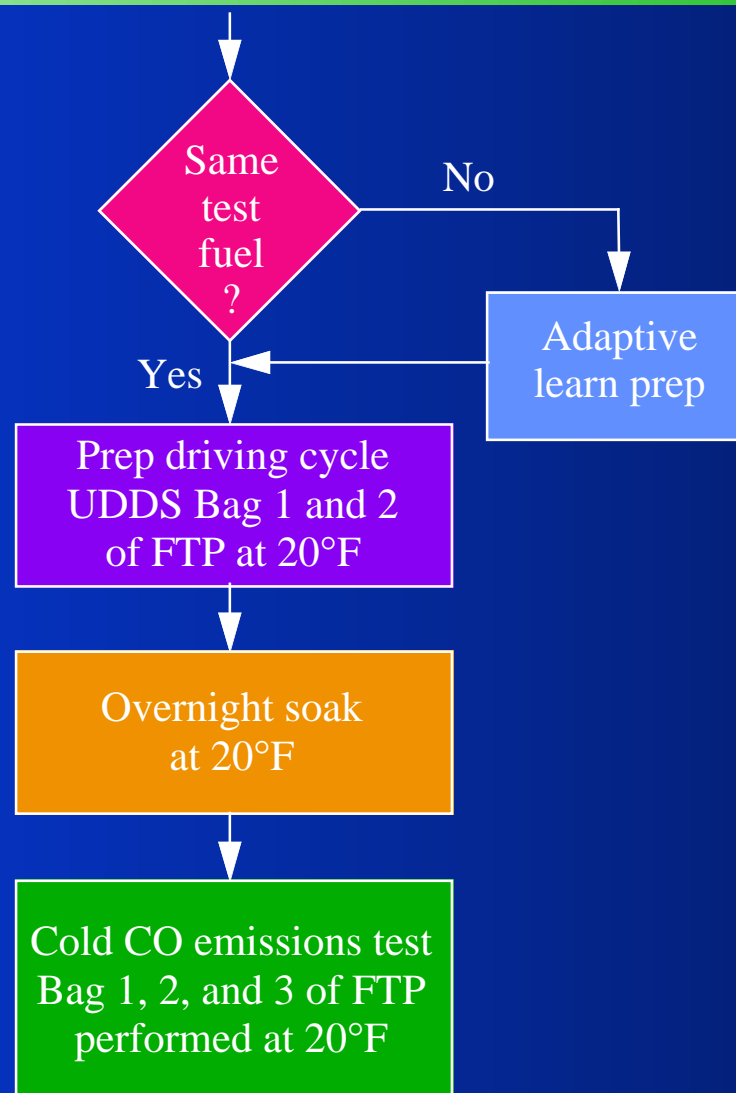 Same
test
fuel
?
No
Adaptive
learn prep
Yes
Prep driving cycle
UDDS Bag 1 and 2
of FTP at 20°F
Overnight soak
at 20°F
Cold CO emissions test
Bag 1, 2, and 3 of FTP
performed at 20°F